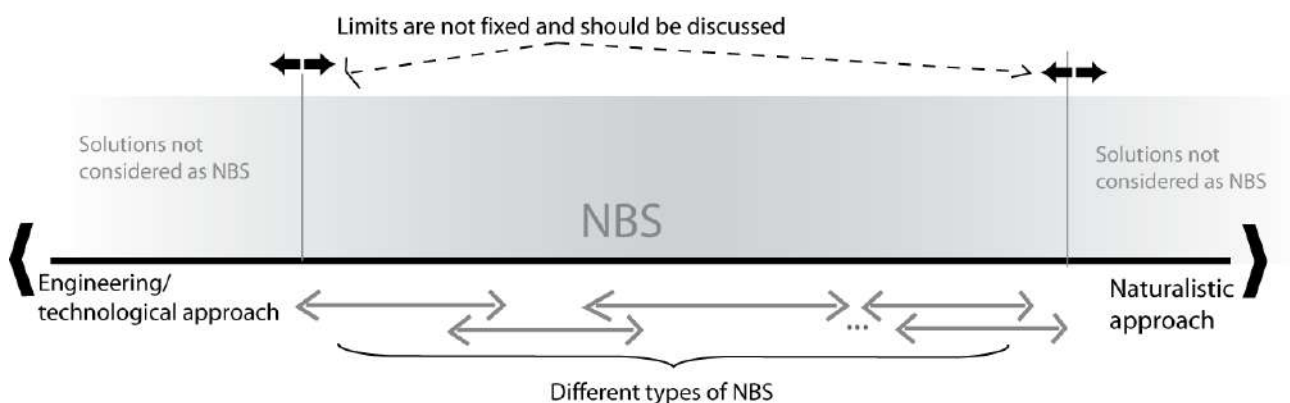 Limits are not fixed and should be discussed
Solutions not
considered as NBS
Solutions not
considered as NBS
NBS
Engineering/
technological approach
Naturalistic
approach
...
Different types of NBS